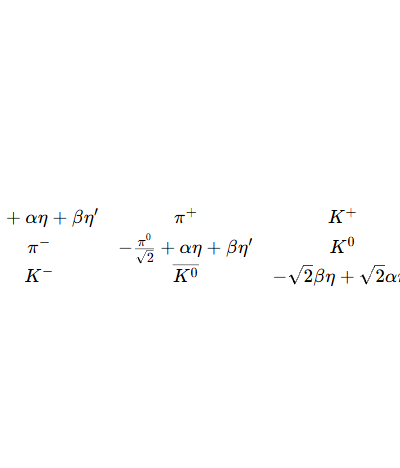 + αη + βη′ π⁺ K⁺
π⁻ −π⁰/√2 + αη + βη′ K⁰
K⁻ K̅⁰ −√2βη + √2α